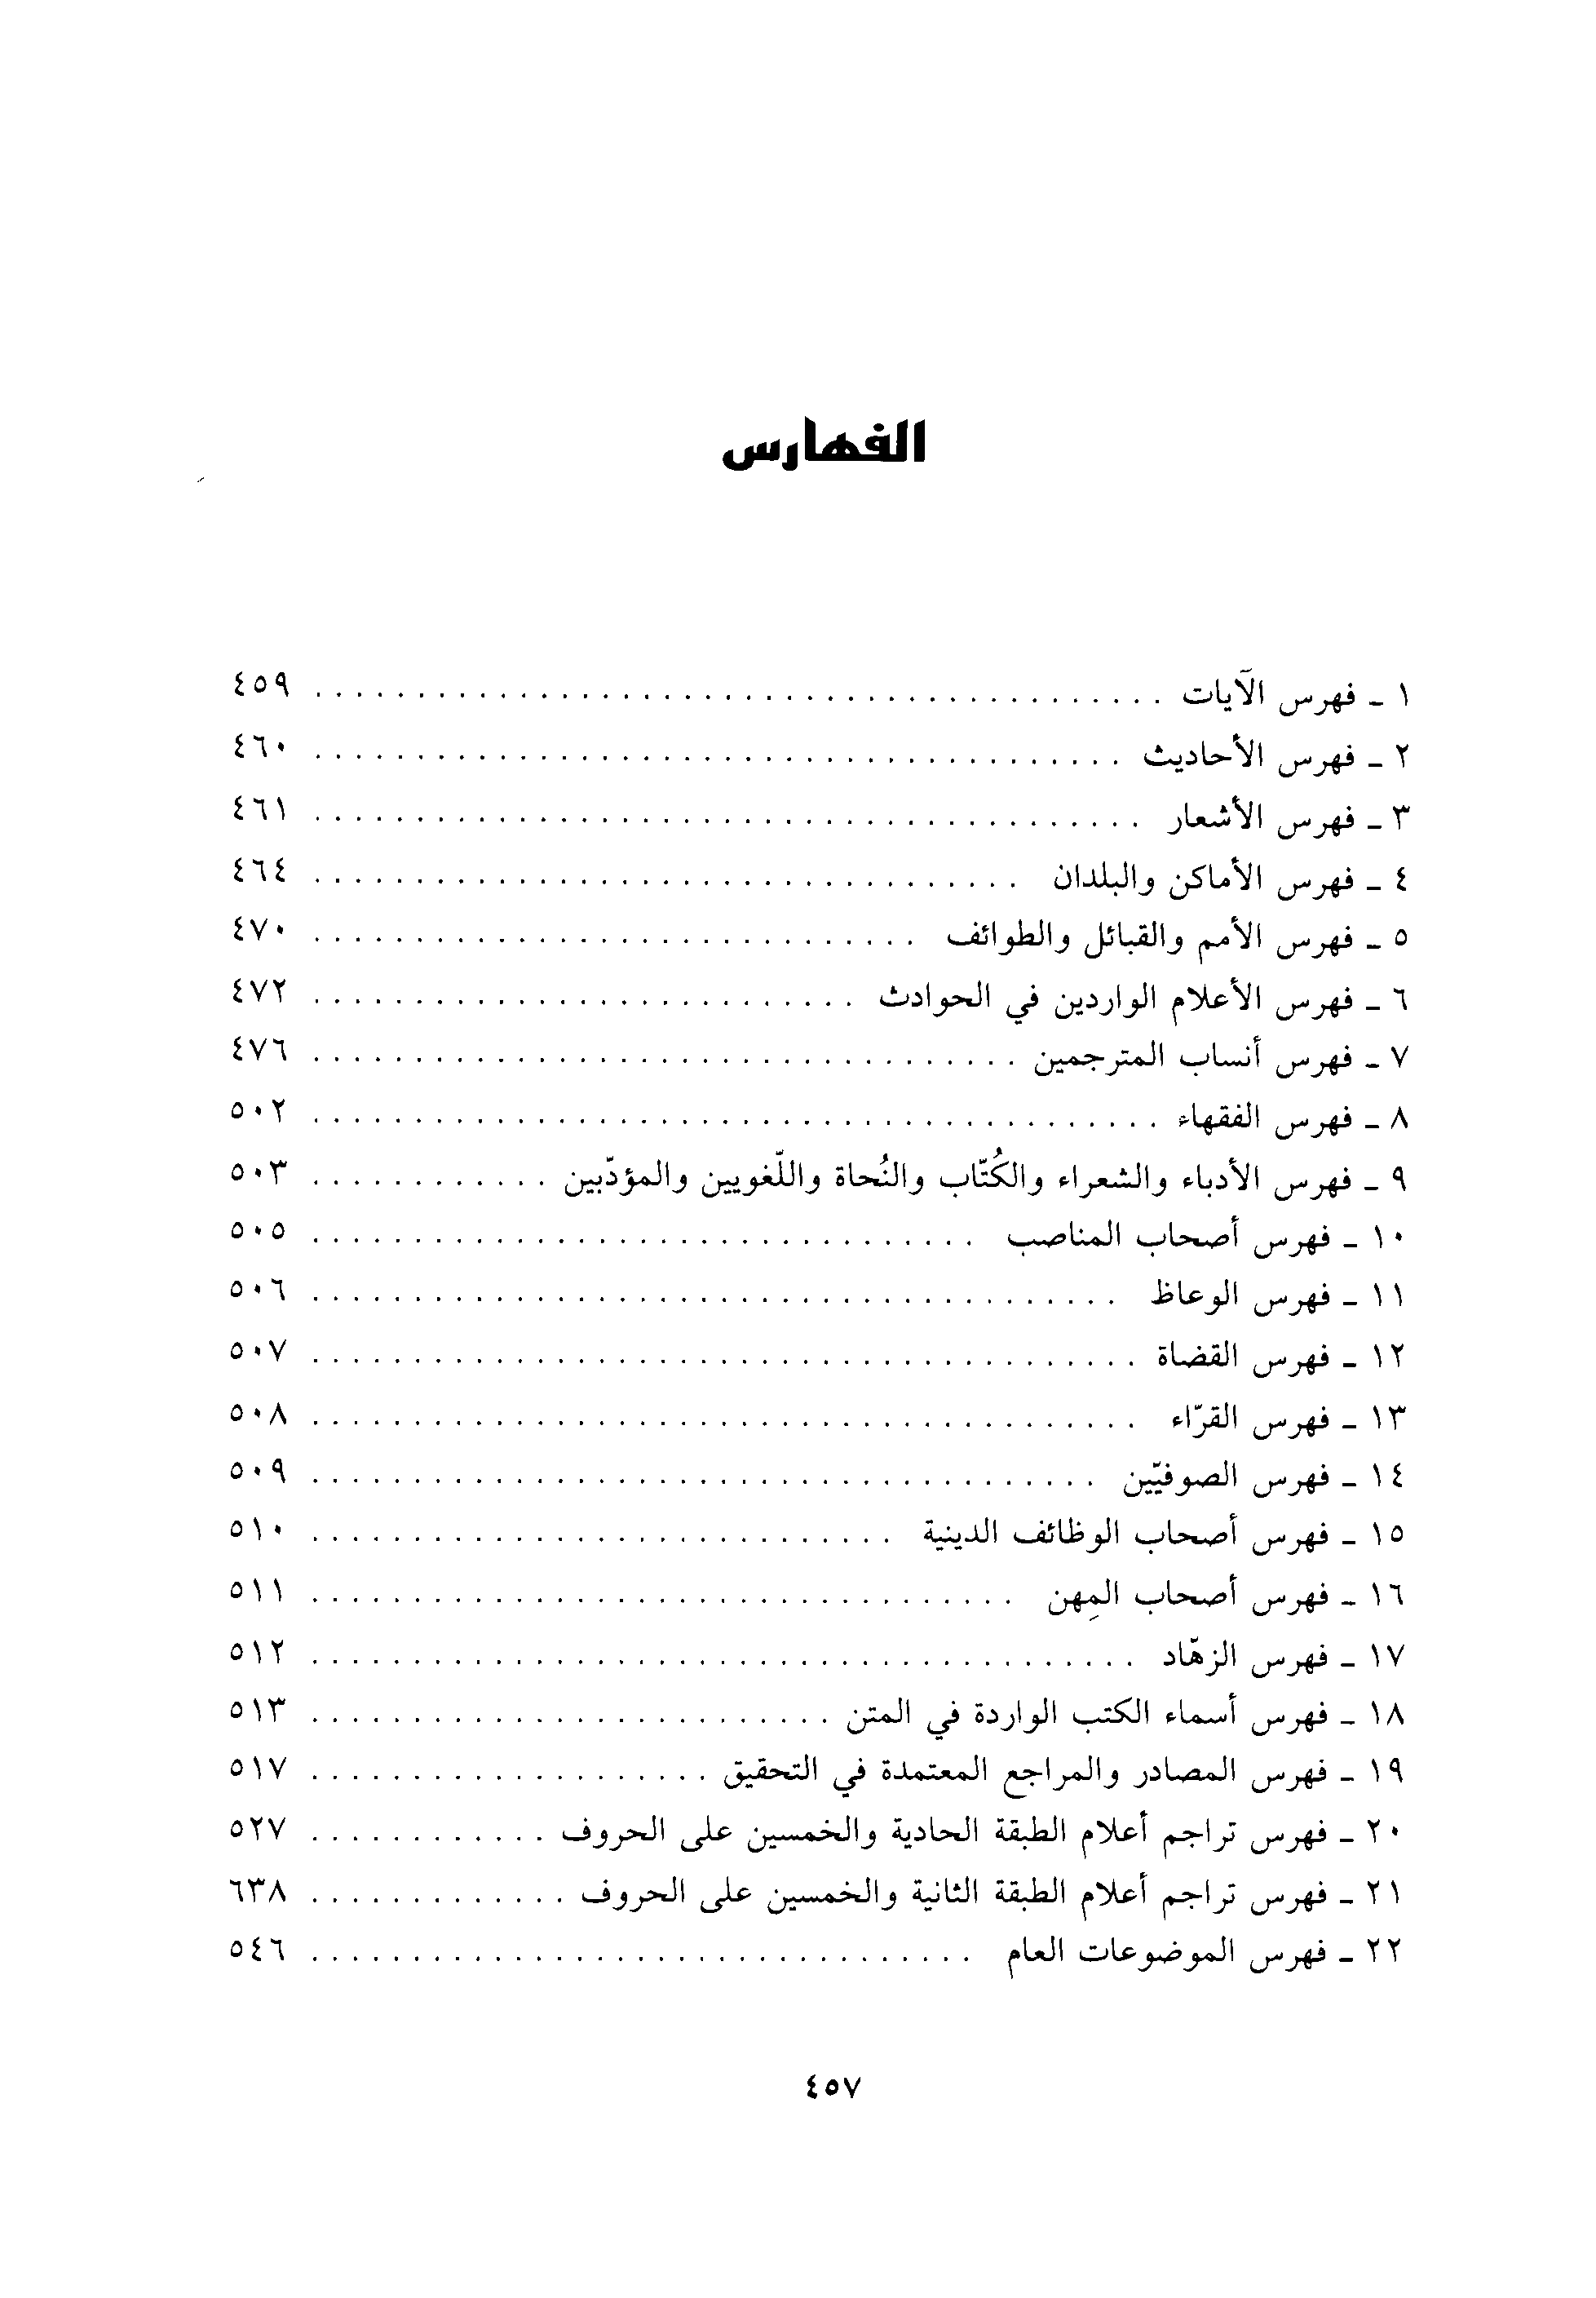 الفهارس
١ - فهرس الآيات . . . . . . . . . . ٤٥٩
٢ - فهرس الأحاديث . . . . . . . . . . ٤٦٠
٣ - فهرس الأشعار . . . . . . . . . . ٤٦١
٤ - فهرس الأماكن والبلدان . . . . . . . . . . ٤٦٤
٥ - فهرس الأمم والقبائل والطوائف . . . . . . . . . . ٤٧٠
٦ - فهرس الأعلام الواردين في الحوادث . . . . . . . . . . ٤٧٢
٧ - فهرس أنساب المترجمين . . . . . . . . . . ٤٧٦
٨ - فهرس الفقهاء . . . . . . . . . . ٥٠٢
٩ - فهرس الأدباء والشعراء والكُتّاب والنُحاة واللّغويين والمؤدّبين . . . . . . . . . . ٥٠٣
١٠ - فهرس أصحاب المناصب . . . . . . . . . . ٥٠٥
١١ - فهرس الوعاظ . . . . . . . . . . ٥٠٦
١٢ - فهرس القضاة . . . . . . . . . . ٥٠٧
١٣ - فهرس القرّاء . . . . . . . . . . ٥٠٨
١٤ - فهرس الصوفيّين . . . . . . . . . . ٥٠٩
١٥ - فهرس أصحاب الوظائف الدينية . . . . . . . . . . ٥١٠
١٦ - فهرس أصحاب المِهن . . . . . . . . . . ٥١١
١٧ - فهرس الزهّاد . . . . . . . . . . ٥١٢
١٨ - فهرس أسماء الكتب الواردة في المتن . . . . . . . . . . ٥١٣
١٩ - فهرس المصادر والمراجع المعتمدة في التحقيق . . . . . . . . . . ٥١٧
٢٠ - فهرس تراجم أعلام الطبقة الحادية والخمسين على الحروف . . . . . . . . . . ٥٢٧
٢١ - فهرس تراجم أعلام الطبقة الثانية والخمسين على الحروف . . . . . . . . . . ٦٣٨
٢٢ - فهرس الموضوعات العام . . . . . . . . . . ٥٤٦
٤٥٧